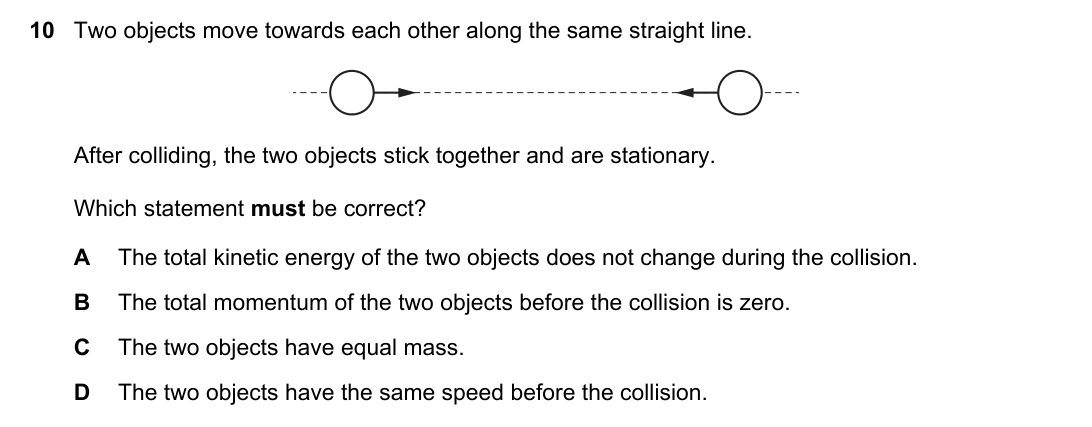 10 Two objects move towards each other along the same straight line.
After colliding, the two objects stick together and are stationary.
Which statement must be correct?
A The total kinetic energy of the two objects does not change during the collision.
B The total momentum of the two objects before the collision is zero.
C The two objects have equal mass.
D The two objects have the same speed before the collision.